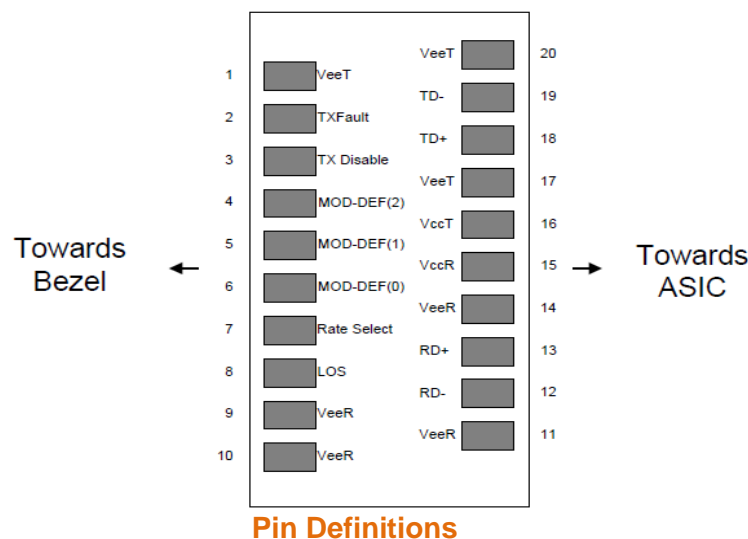 1 VeeT
2 TXFault
3 TX Disable
4 MOD-DEF(2)
5 MOD-DEF(1)
6 MOD-DEF(0)
7 Rate Select
8 LOS
9 VeeR
10 VeeR
VeeT 20
TD- 19
TD+ 18
VeeT 17
VccT 16
VccR 15
VeeR 14
RD+ 13
RD- 12
VeeR 11
Towards
Bezel
Towards
ASIC
Pin Definitions